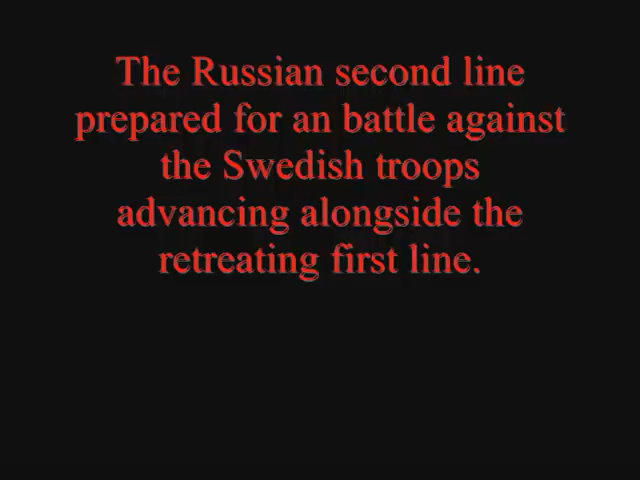 The Russian second line
prepared for an battle against
the Swedish troops
advancing alongside the
retreating first line.